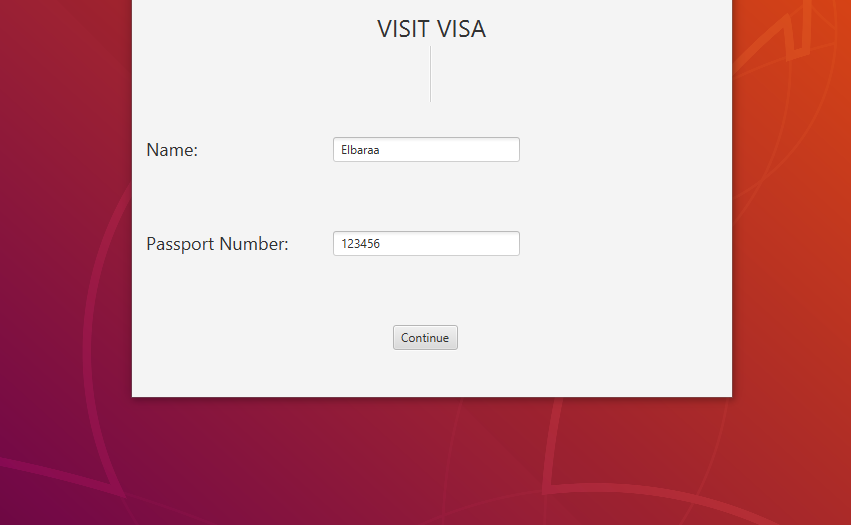 VISIT VISA
Name: Elbaraa
Passport Number: 123456
Continue